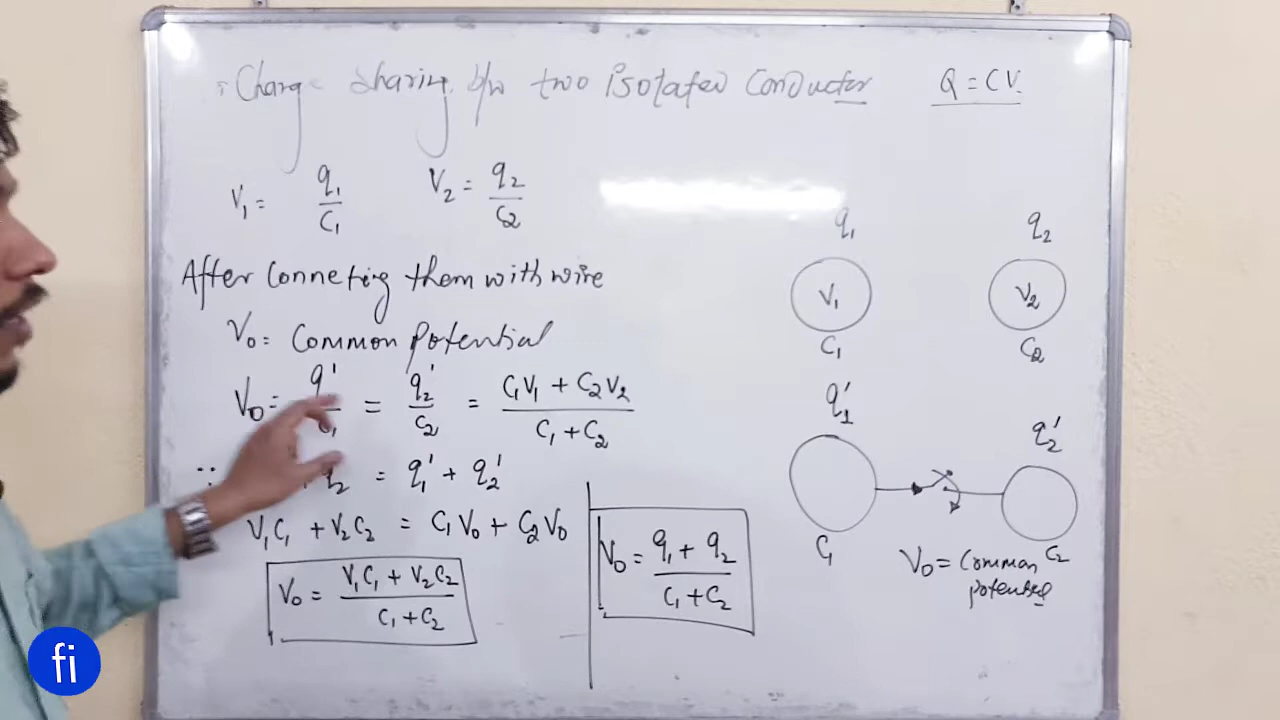 Charge sharing b/w two isolated Conductor
Q = CV.
V₁ = q₁/C₁
V₂ = q₂/C₂
After Conneting them with wire
V₀ = Common potential
V₀ = q'/C₁ = q₂'/C₂ = (C₁V₁ + C₂V₂)/(C₁ + C₂)
∵ q₂ = q₁' + q₂'
V₁C₁ + V₂C₂ = C₁V₀ + C₂V₀
V₀ = (V₁C₁ + V₂C₂)/(C₁ + C₂)
V₀ = (q₁ + q₂)/(C₁ + C₂)
q₁ q₂
V₁ V₂
C₁ C₂
q₁'
q₂'
C₁ C₂
V₀ = Common
potential
fi